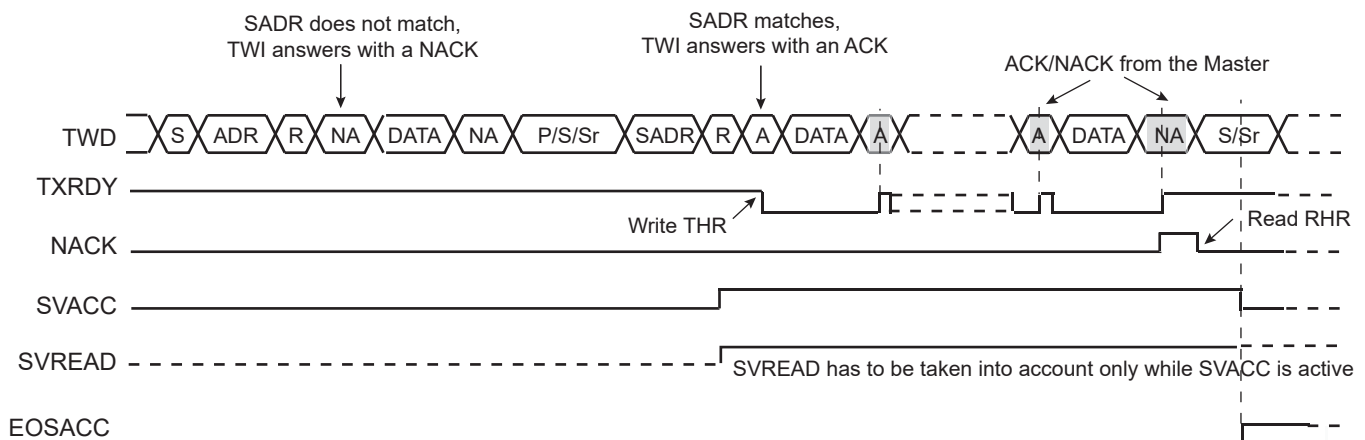 SADR does not match,
TWI answers with a NACK
SADR matches,
TWI answers with an ACK
ACK/NACK from the Master
TWD S ADR R NA DATA NA P/S/Sr SADR R A DATA A A DATA NA S/Sr
TXRDY
Write THR
Read RHR
NACK
SVACC
SVREAD
SVREAD has to be taken into account only while SVACC is active
EOSACC